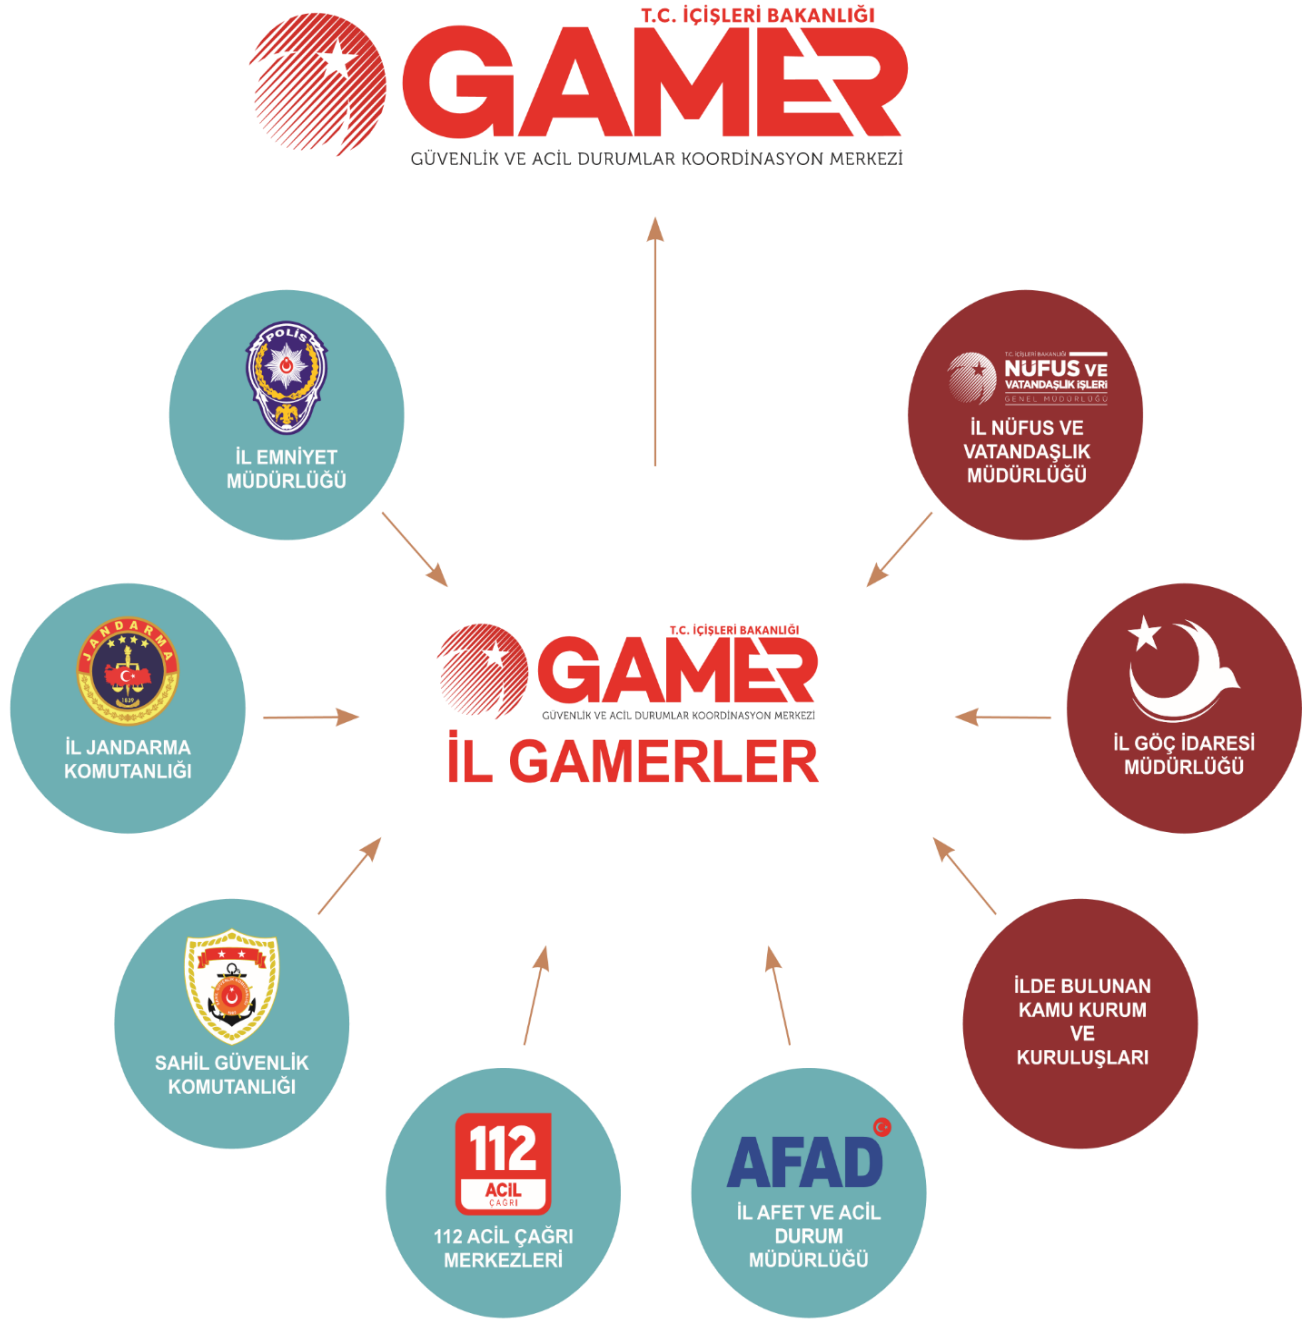 T.C. İÇİŞLERİ BAKANLIĞI
GAMER
GÜVENLİK VE ACİL DURUMLAR KOORDİNASYON MERKEZİ
POLİS
İL EMNİYET
MÜDÜRLÜĞÜ
T.C. İÇİŞLERİ BAKANLIĞI
NÜFUS VE
VATANDAŞLIK İŞLERİ
GENEL MÜDÜRLÜĞÜ
İL NÜFUS VE
VATANDAŞLIK
MÜDÜRLÜĞÜ
JANDARMA
1839
İL JANDARMA
KOMUTANLIĞI
T.C. İÇİŞLERİ BAKANLIĞI
GAMER
GÜVENLİK VE ACİL DURUMLAR KOORDİNASYON MERKEZİ
İL GAMERLER
İL GÖÇ İDARESİ
MÜDÜRLÜĞÜ
SAHİL GÜVENLİK
KOMUTANLIĞI
İLDE BULUNAN
KAMU KURUM
VE
KURULUŞLARI
112
ACİL
ÇAĞRI
112 ACİL ÇAĞRI
MERKEZLERİ
AFAD
İL AFET VE ACİL
DURUM
MÜDÜRLÜĞÜ